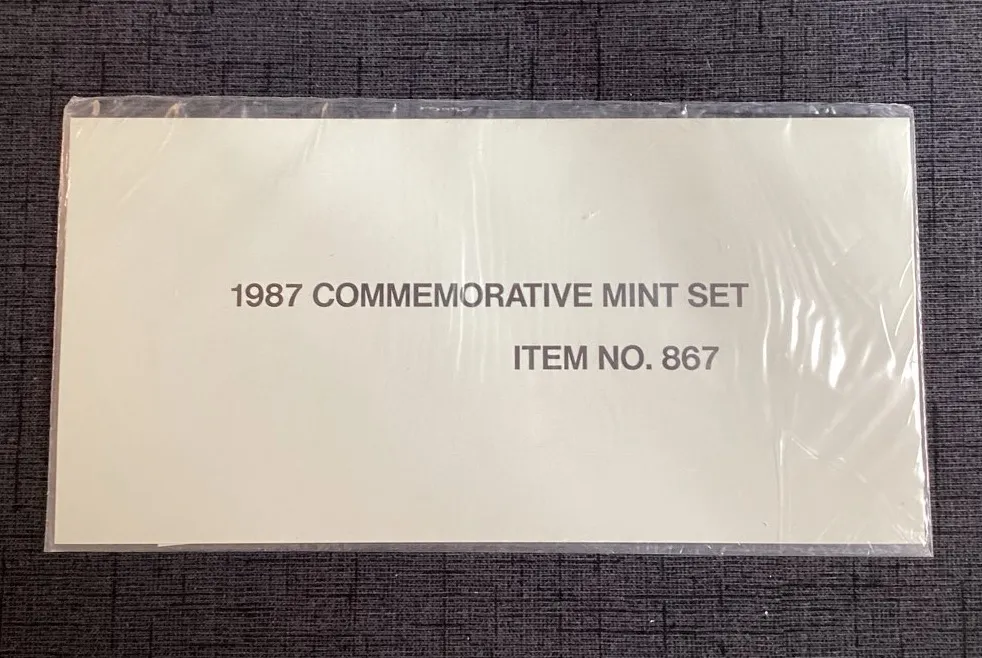 1987 COMMEMORATIVE MINT SET
ITEM NO. 867